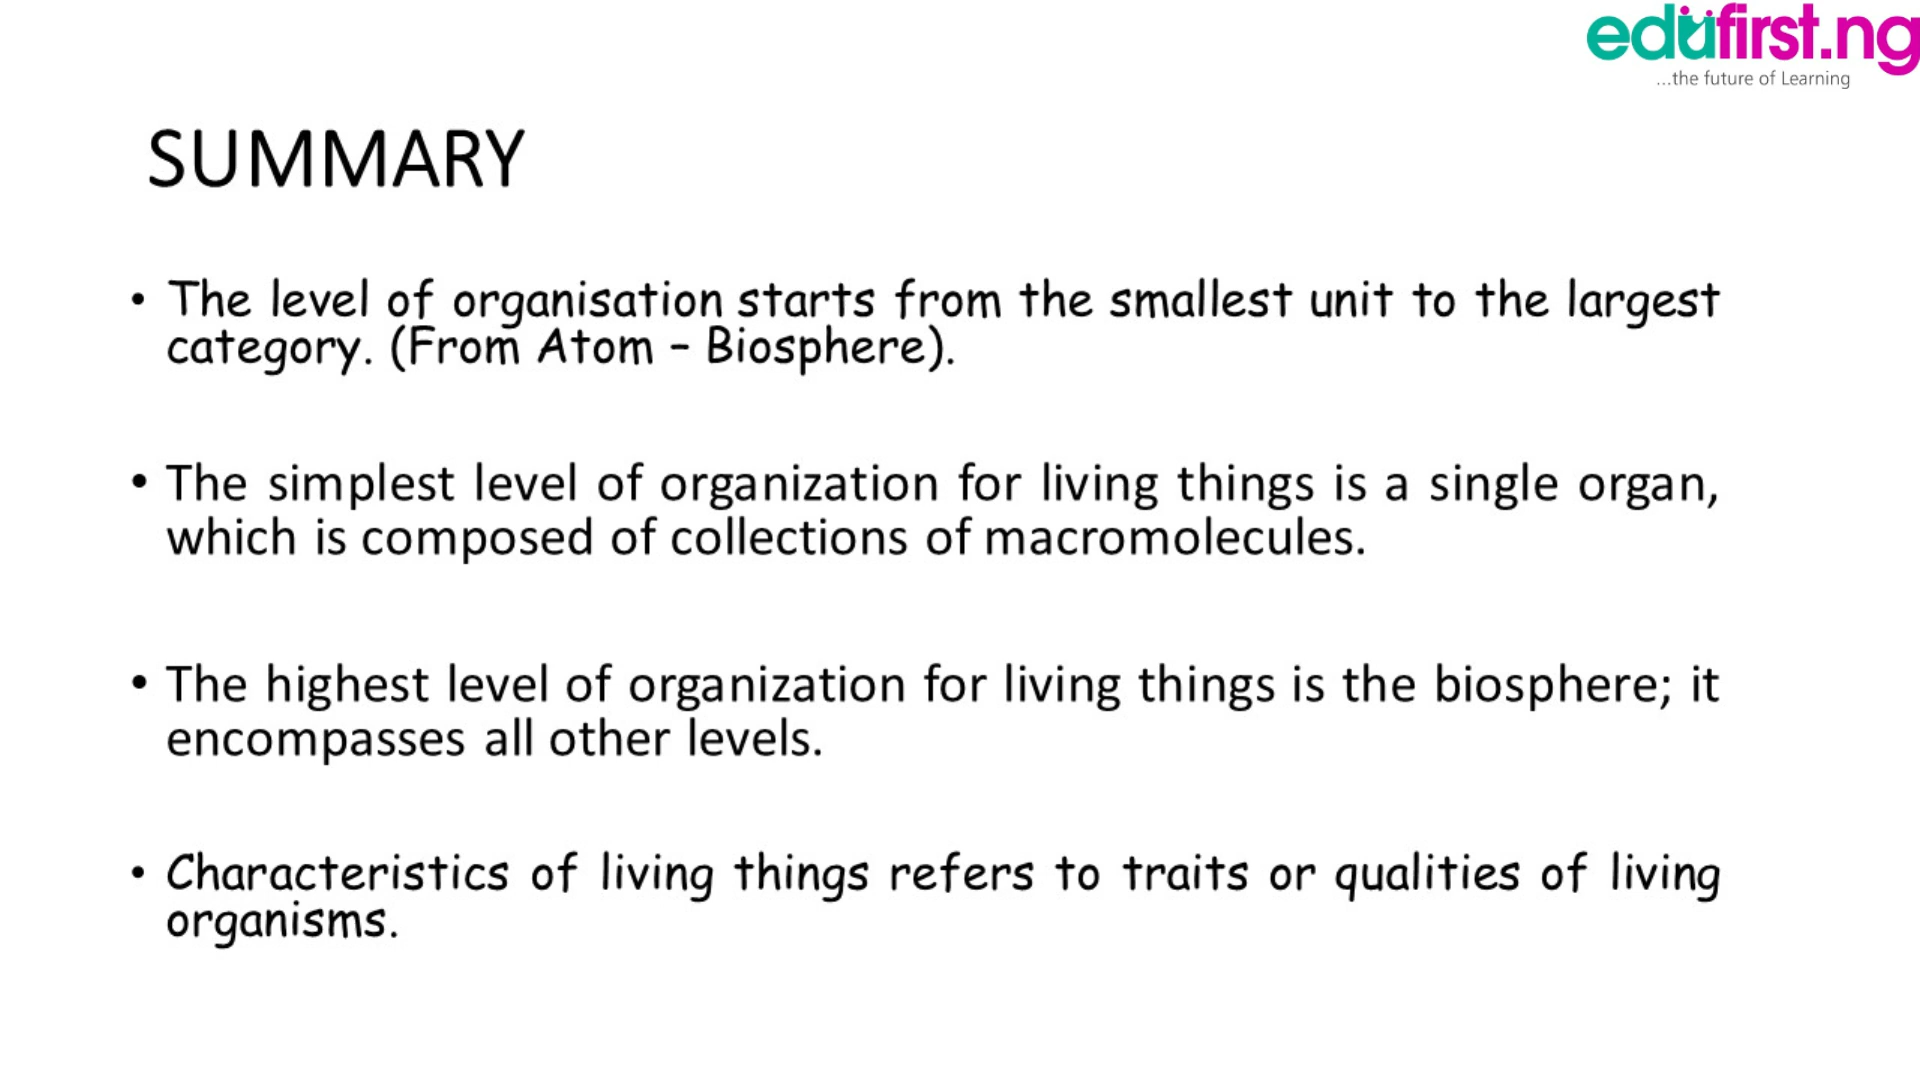 edufirst.ng
...the future of Learning
SUMMARY
• The level of organisation starts from the smallest unit to the largest
category. (From Atom – Biosphere).
• The simplest level of organization for living things is a single organ,
which is composed of collections of macromolecules.
• The highest level of organization for living things is the biosphere; it
encompasses all other levels.
• Characteristics of living things refers to traits or qualities of living
organisms.